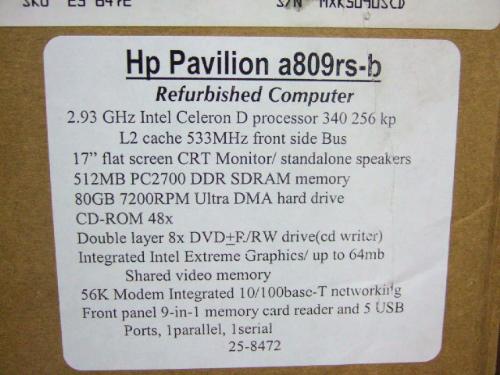 SKU E5 847E S/N MXK5090SCD
Hp Pavilion a809rs-b
Refurbished Computer
2.93 GHz Intel Celeron D processor 340 256 kp
L2 cache 533MHz front side Bus
17” flat screen CRT Monitor/ standalone speakers
512MB PC2700 DDR SDRAM memory
80GB 7200RPM Ultra DMA hard drive
CD-ROM 48x
Double layer 8x DVD±R/RW drive(cd writer)
Integrated Intel Extreme Graphics/ up to 64mb
Shared video memory
56K Modem Integrated 10/100base-T networking
Front panel 9-in-1 memory card reader and 5 USB
Ports, 1parallel, 1serial
25-8472